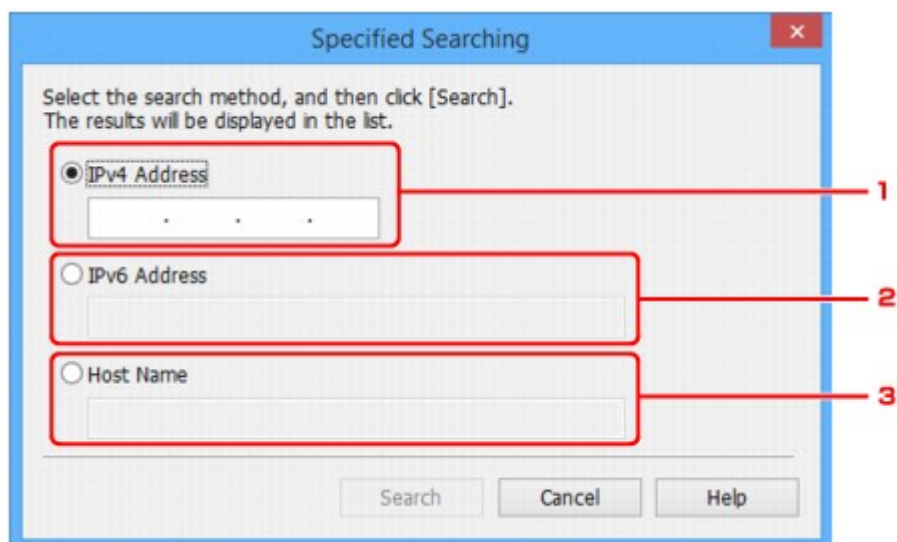 Specified Searching
Select the search method, and then click [Search].
The results will be displayed in the list.
IPv4 Address
. . .
1
IPv6 Address
2
Host Name
3
Search Cancel Help